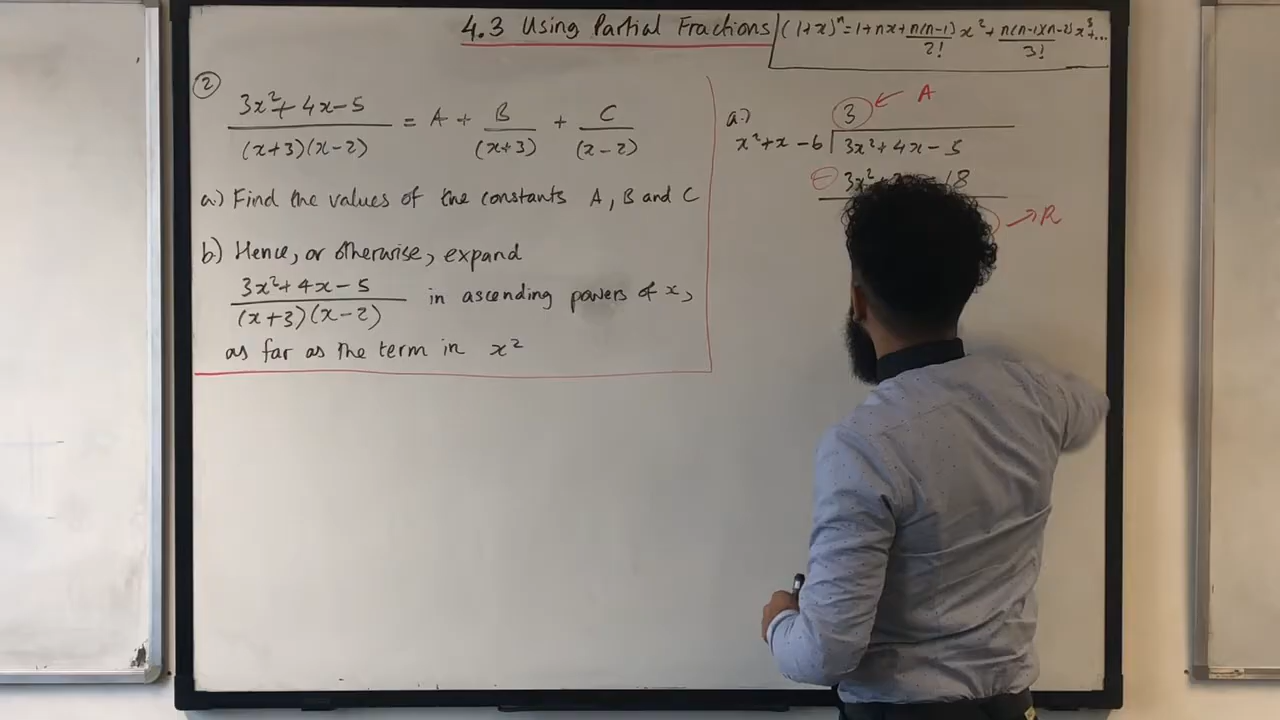 4.3 Using Partial Fractions
(1+x)^n = 1 + nx + n(n-1)/2! x² + n(n-1)(n-2)/3! x³+...
②
3x² + 4x - 5 / (x+3)(x-2) = A + B/(x+3) + C/(x-2)
a.) Find the values of the constants A, B and C
b.) Hence, or otherwise, expand
3x² + 4x - 5 / (x+3)(x-2) in ascending powers of x,
as far as the term in x²
a.)
3 ← A
x² + x - 6 3x² + 4x - 5
⊖ 3x² - 18
→ R